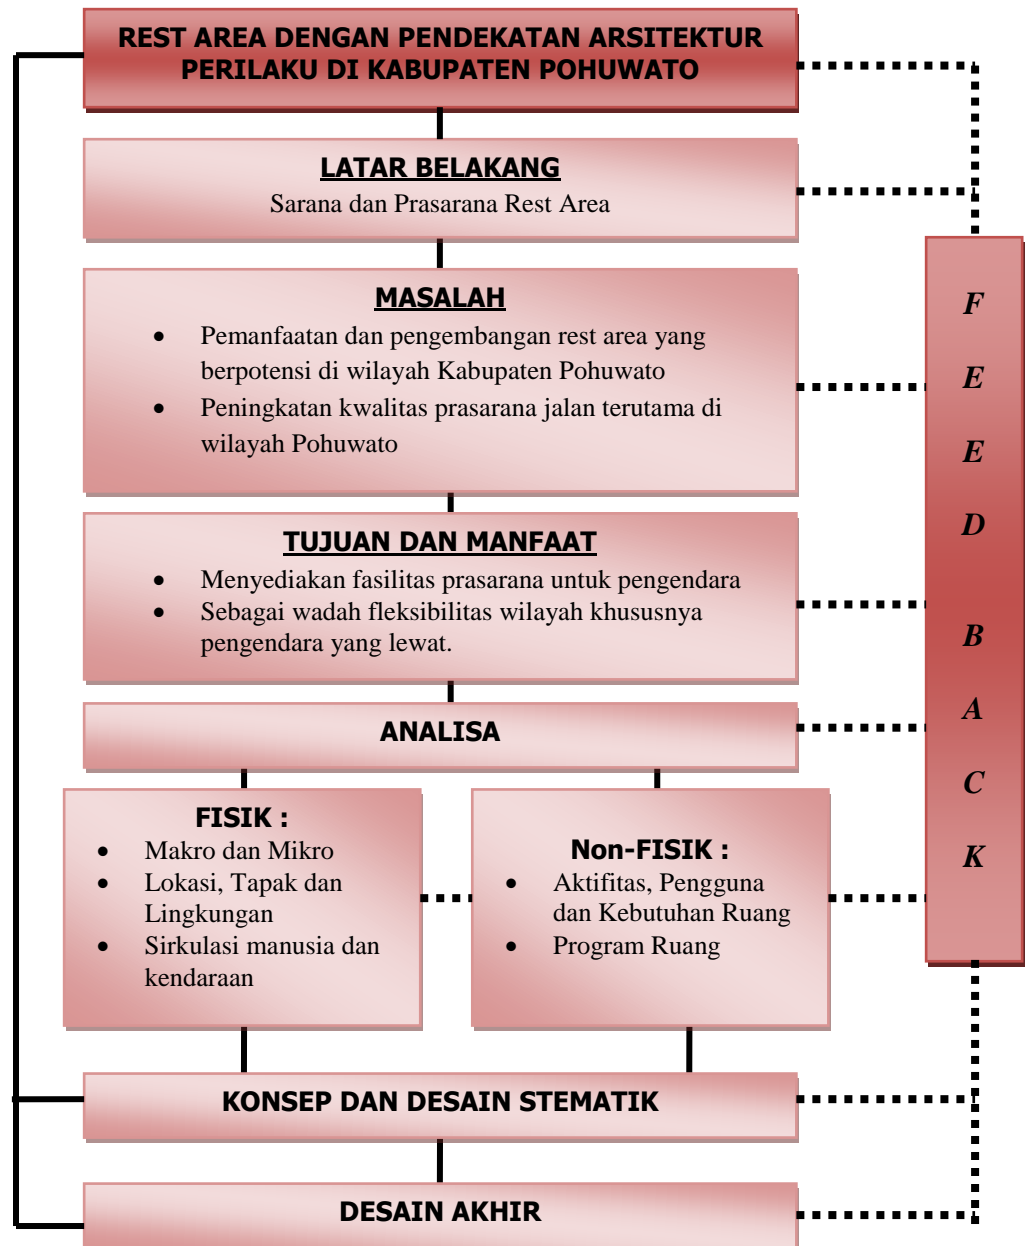 REST AREA DENGAN PENDEKATAN ARSITEKTUR
PERILAKU DI KABUPATEN POHUWATO
LATAR BELAKANG
Sarana dan Prasarana Rest Area
MASALAH
• Pemanfaatan dan pengembangan rest area yang
berpotensi di wilayah Kabupaten Pohuwato
• Peningkatan kwalitas prasarana jalan terutama di
wilayah Pohuwato
TUJUAN DAN MANFAAT
• Menyediakan fasilitas prasarana untuk pengendara
• Sebagai wadah fleksibilitas wilayah khususnya
pengendara yang lewat.
ANALISA
FISIK :
• Makro dan Mikro
• Lokasi, Tapak dan
Lingkungan
• Sirkulasi manusia dan
kendaraan
Non-FISIK :
• Aktifitas, Pengguna
dan Kebutuhan Ruang
• Program Ruang
KONSEP DAN DESAIN STEMATIK
DESAIN AKHIR
F
E
E
D
B
A
C
K